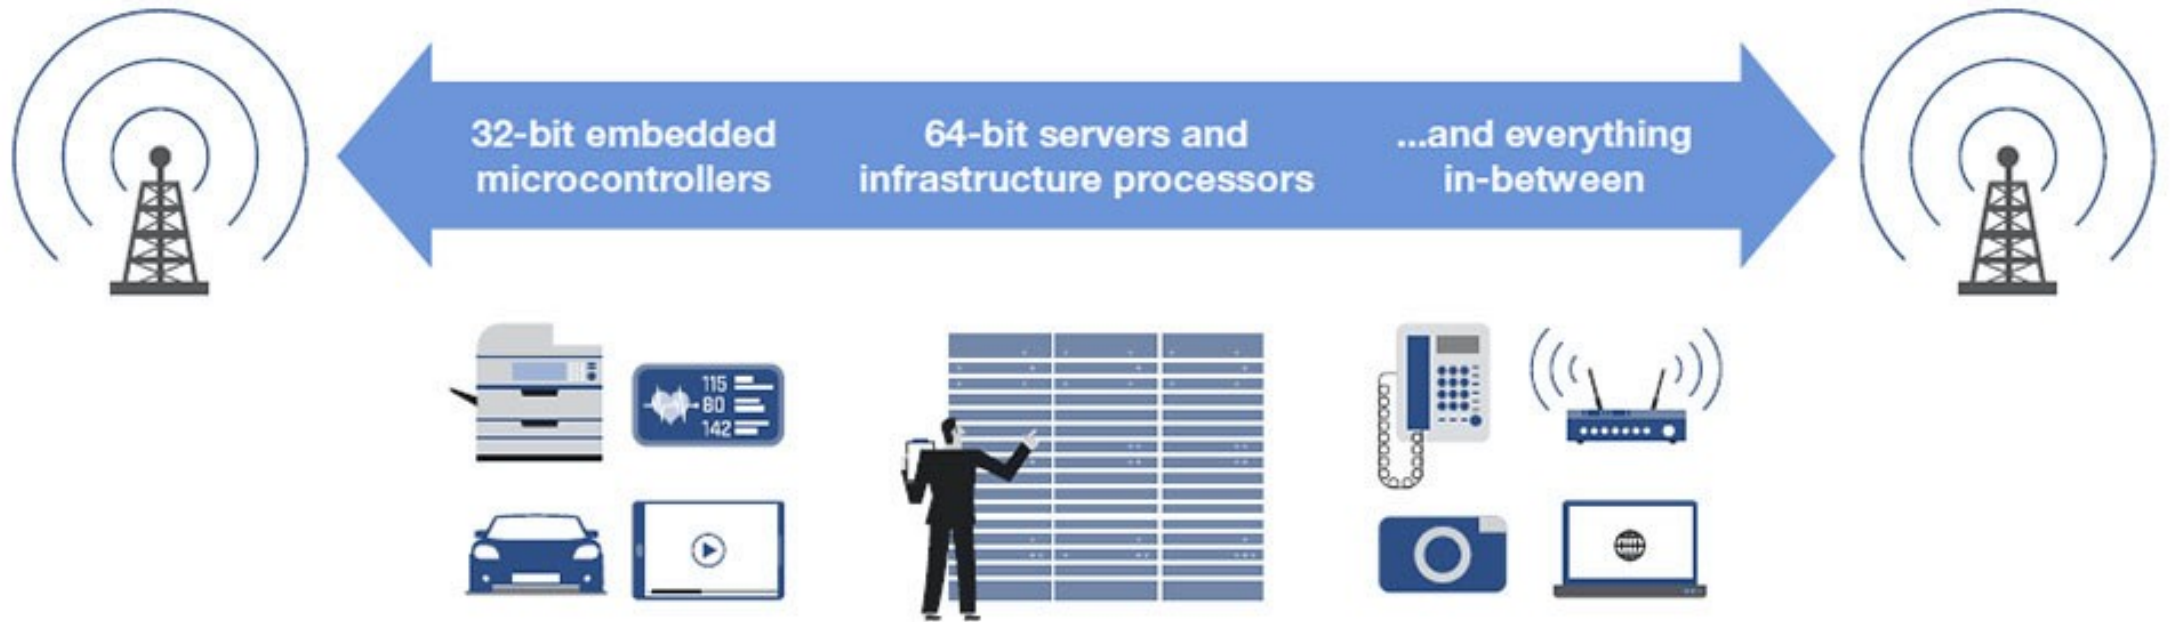 32-bit embedded
microcontrollers
64-bit servers and
infrastructure processors
...and everything
in-between
115
80
142